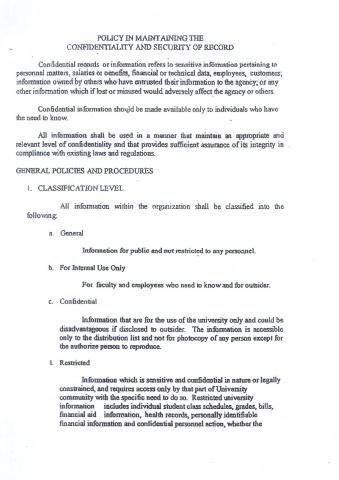 POLICY IN MAINTAINING THE
CONFIDENTIALITY AND SECURITY OF RECORD
Confidential records or information refers to sensitive information pertaining to
personnel matters, salaries or benefits, financial or technical data, employees, customers;
information owned by others who have entrusted their information to the agency; or any
other information which if lost or misused would adversely affect the agency or others.
Confidential information should be made available only to individuals who have
the need to know.
All information shall be used in a manner that maintain an appropriate and
relevant level of confidentiality and that provides sufficient assurance of its integrity in
compliance with existing laws and regulations.
GENERAL POLICIES AND PROCEDURES
1. CLASSIFICATION LEVEL
All information within the organization shall be classified into the
following:
a. General
Information for public and not restricted to any personnel.
b. For Internal Use Only
For faculty and employees who need to know and for outsider.
c. Confidential
Information that are for the use of the university only and could be
disadvantageous if disclosed to outsider. The information is accessible
only to the distribution list and not for photocopy of any person except for
the authorize person to reproduce.
Restricted
Information which is sensitive and confidential in nature or legally
constrained, and requires access only by that part of University
community with the specific need to do so. Restricted university
information includes individual student class schedules, grades, bills,
financial aid information, health records, personally identifiable
financial information and confidential personnel action, whether the